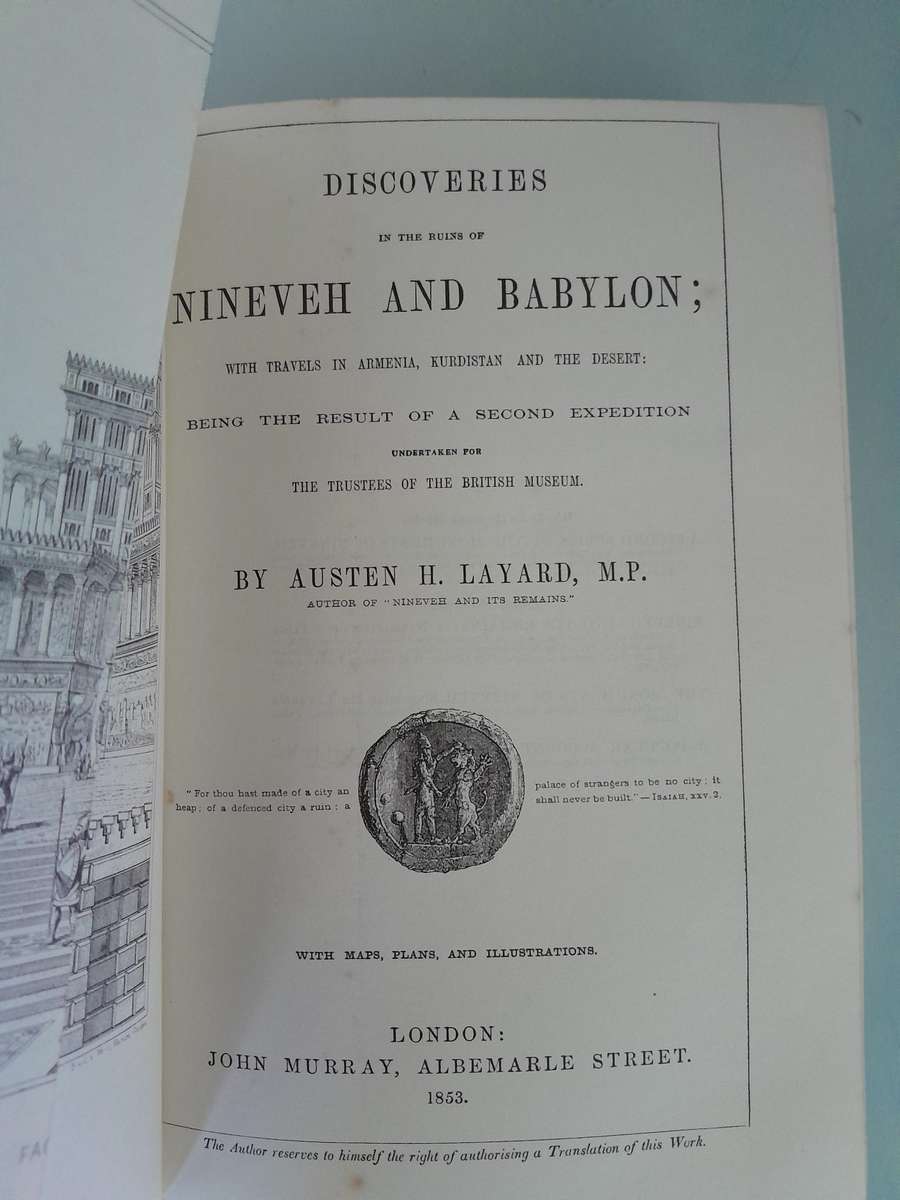 DISCOVERIES
IN THE RUINS OF
NINEVEH AND BABYLON;
WITH TRAVELS IN ARMENIA, KURDISTAN AND THE DESERT:
BEING THE RESULT OF A SECOND EXPEDITION
UNDERTAKEN FOR
THE TRUSTEES OF THE BRITISH MUSEUM.
BY AUSTEN H. LAYARD, M.P.
AUTHOR OF "NINEVEH AND ITS REMAINS."
"For thou hast made of a city an
heap; of a defenced city a ruin: a
palace of strangers to be no city; it
shall never be built."—ISAIAH, XXV. 2.
WITH MAPS, PLANS, AND ILLUSTRATIONS.
LONDON:
JOHN MURRAY, ALBEMARLE STREET.
1853.
The Author reserves to himself the right of authorising a Translation of this Work.